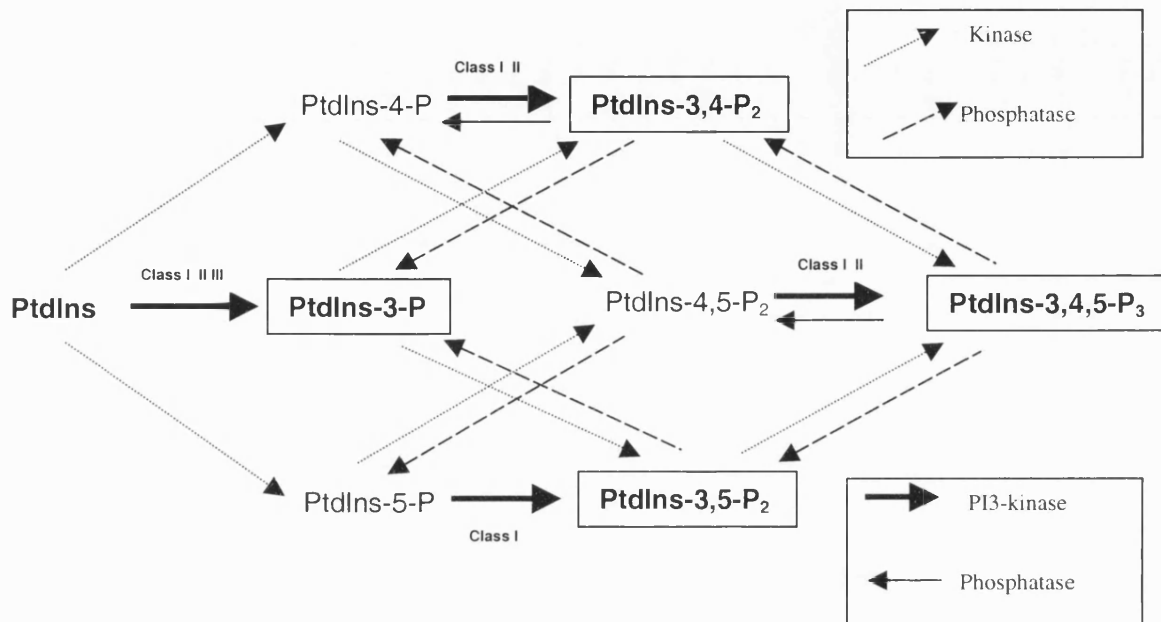 Kinase
Class I II
PtdIns-4-P
PtdIns-3,4-P₂
Phosphatase
Class I II III
Class I II
PtdIns
PtdIns-3-P
PtdIns-4,5-P₂
PtdIns-3,4,5-P₃
PtdIns-5-P
PtdIns-3,5-P₂
PI3-kinase
Class I
Phosphatase